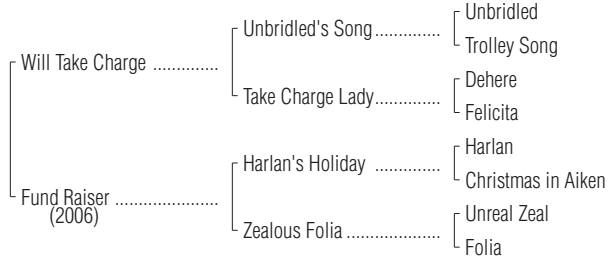 Unbridled
Unbridled's Song..............
Trolley Song
Will Take Charge ..............
Dehere
Take Charge Lady..............
Felicita
Harlan
Harlan's Holiday ..............
Christmas in Aiken
Fund Raiser ......................
(2006)
Unreal Zeal
Zealous Folia ....................
Folia